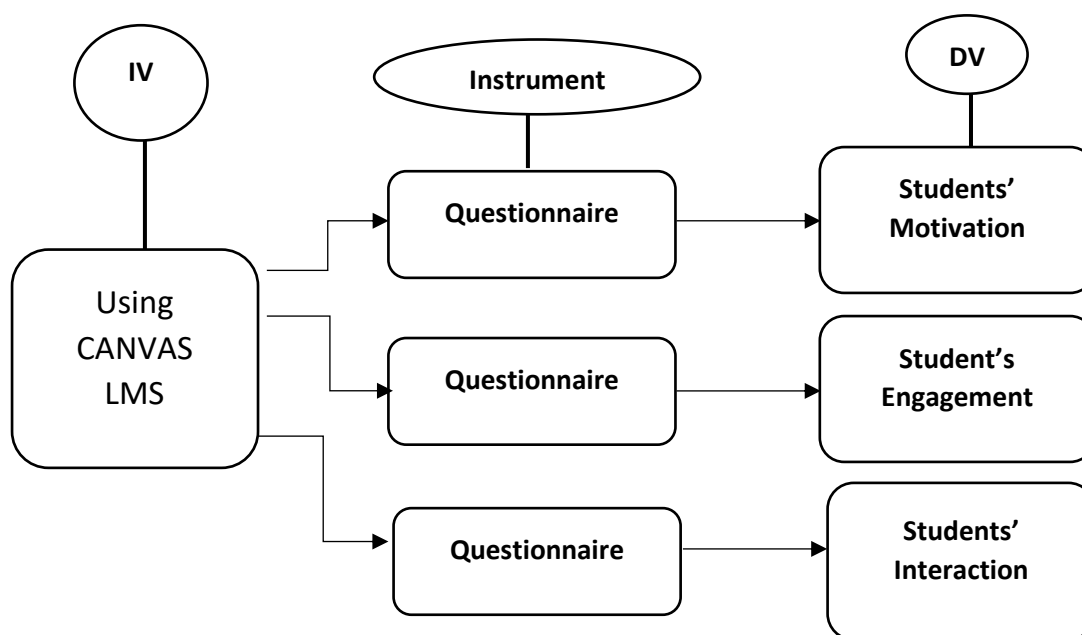 IV
Instrument
DV
Using
CANVAS
LMS
Questionnaire
Students’
Motivation
Questionnaire
Student’s
Engagement
Questionnaire
Students’
Interaction